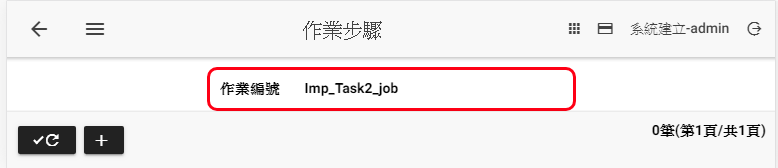 作業步驟
系統建立-admin
作業編號 Imp_Task2_job
0筆(第1頁/共1頁)